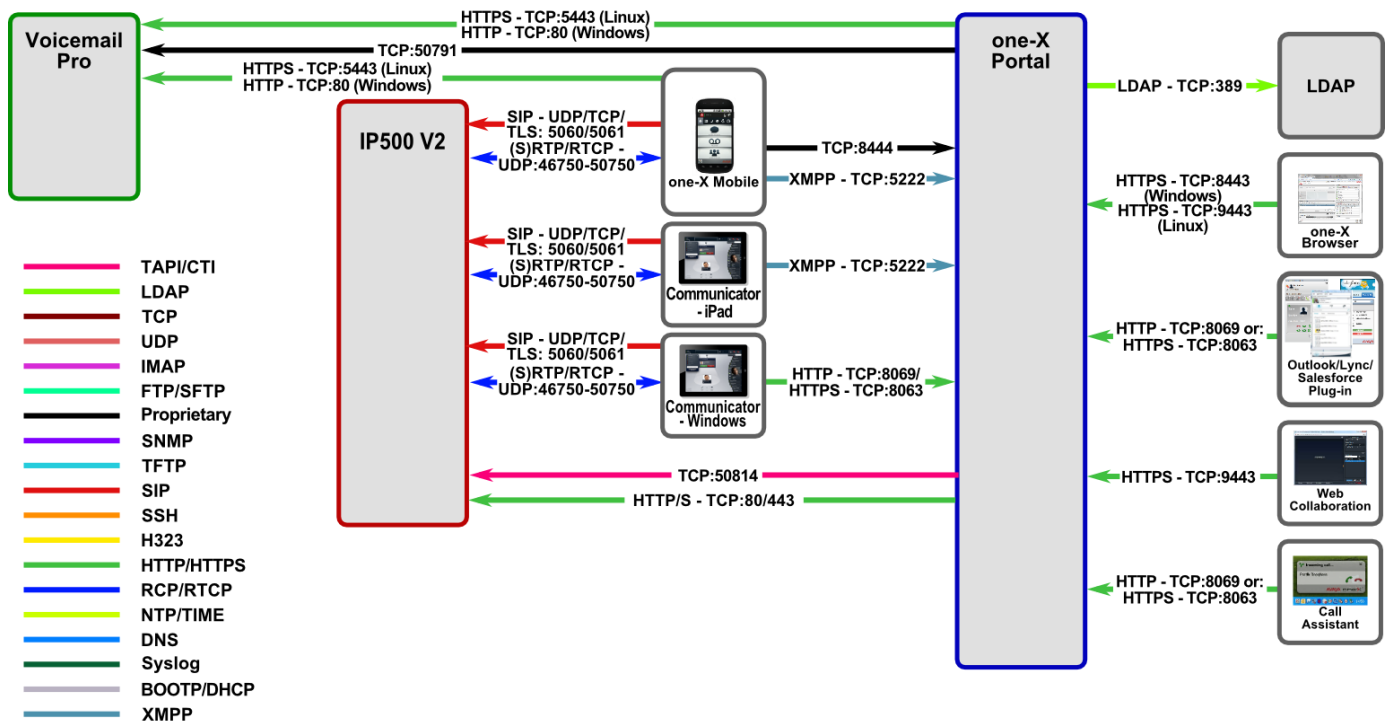 Voicemail
Pro
HTTPS - TCP:5443 (Linux)
HTTP - TCP:80 (Windows)
TCP:50791
HTTPS - TCP:5443 (Linux)
HTTP - TCP:80 (Windows)
one-X
Portal
LDAP - TCP:389
LDAP
IP500 V2
SIP - UDP/TCP/
TLS: 5060/5061
(S)RTP/RTCP -
UDP:46750-50750
one-X Mobile
TCP:8444
XMPP - TCP:5222
HTTPS - TCP:8443
(Windows)
HTTPS - TCP:9443
(Linux)
one-X
Browser
SIP - UDP/TCP/
TLS: 5060/5061
(S)RTP/RTCP -
UDP:46750-50750
Communicator
- iPad
XMPP - TCP:5222
HTTP - TCP:8069 or:
HTTPS - TCP:8063
Outlook/Lync/
Salesforce
Plug-in
SIP - UDP/TCP/
TLS: 5060/5061
(S)RTP/RTCP -
UDP:46750-50750
Communicator
- Windows
HTTP - TCP:8069/
HTTPS - TCP:8063
TCP:50814
HTTP/S - TCP:80/443
HTTPS - TCP:9443
Web
Collaboration
HTTP - TCP:8069 or:
HTTPS - TCP:8063
Call
Assistant
TAPI/CTI
LDAP
TCP
UDP
IMAP
FTP/SFTP
Proprietary
SNMP
TFTP
SIP
SSH
H323
HTTP/HTTPS
RCP/RTCP
NTP/TIME
DNS
Syslog
BOOTP/DHCP
XMPP